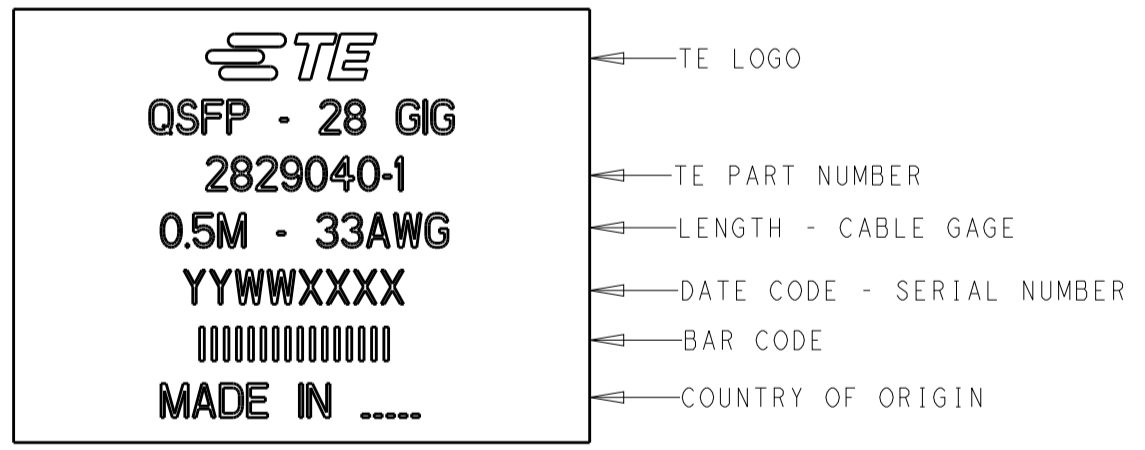 TE TE LOGO
QSFP - 28 GIG
2829040-1 TE PART NUMBER
0.5M - 33AWG LENGTH - CABLE GAGE
YYWWXXXX DATE CODE - SERIAL NUMBER
BAR CODE
MADE IN _____ COUNTRY OF ORIGIN